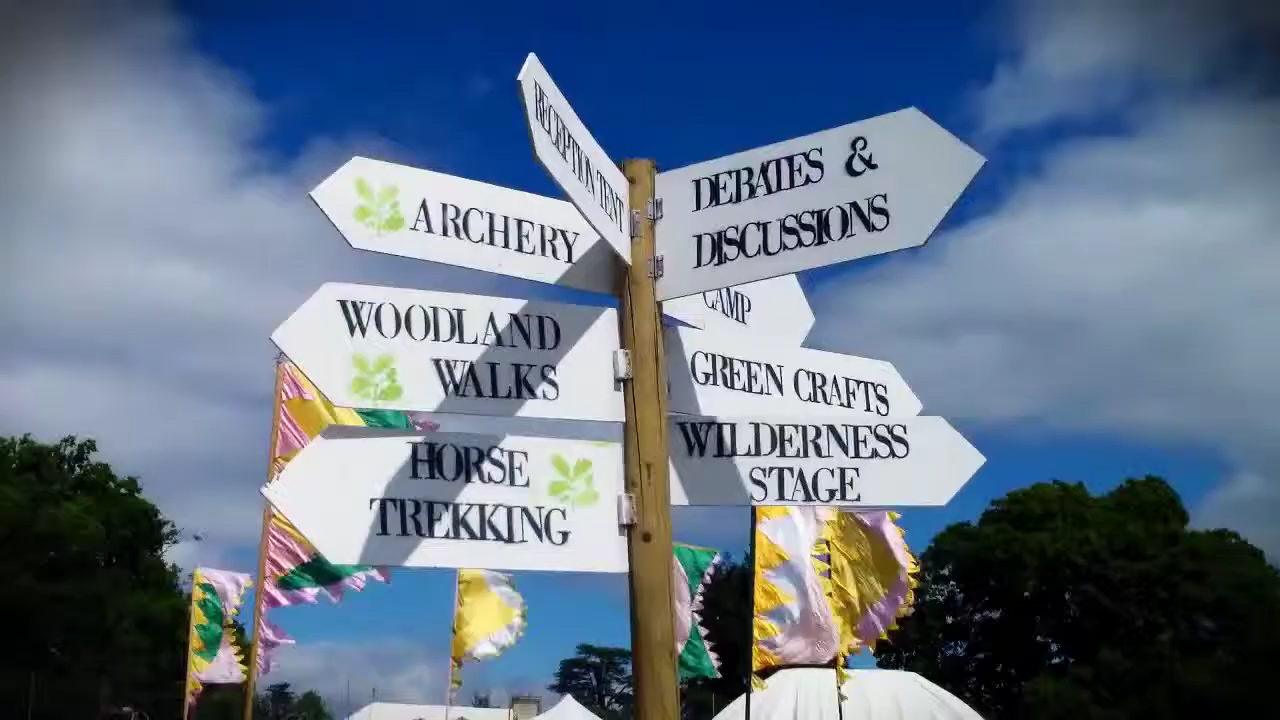 RECEPTION TENT
ARCHERY
WOODLAND
WALKS
HORSE
TREKKING
DEBATES &
DISCUSSIONS
CAMP
GREEN CRAFTS
WILDERNESS
STAGE